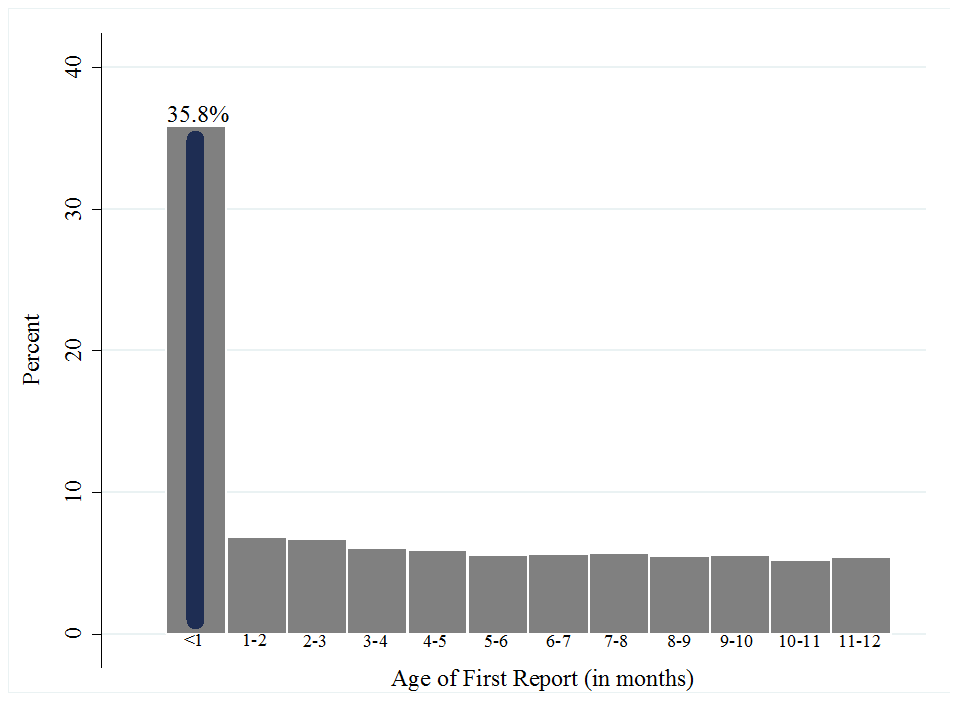 40
35.8%
30
20
Percent
10
0
<1 1-2 2-3 3-4 4-5 5-6 6-7 7-8 8-9 9-10 10-11 11-12
Age of First Report (in months)